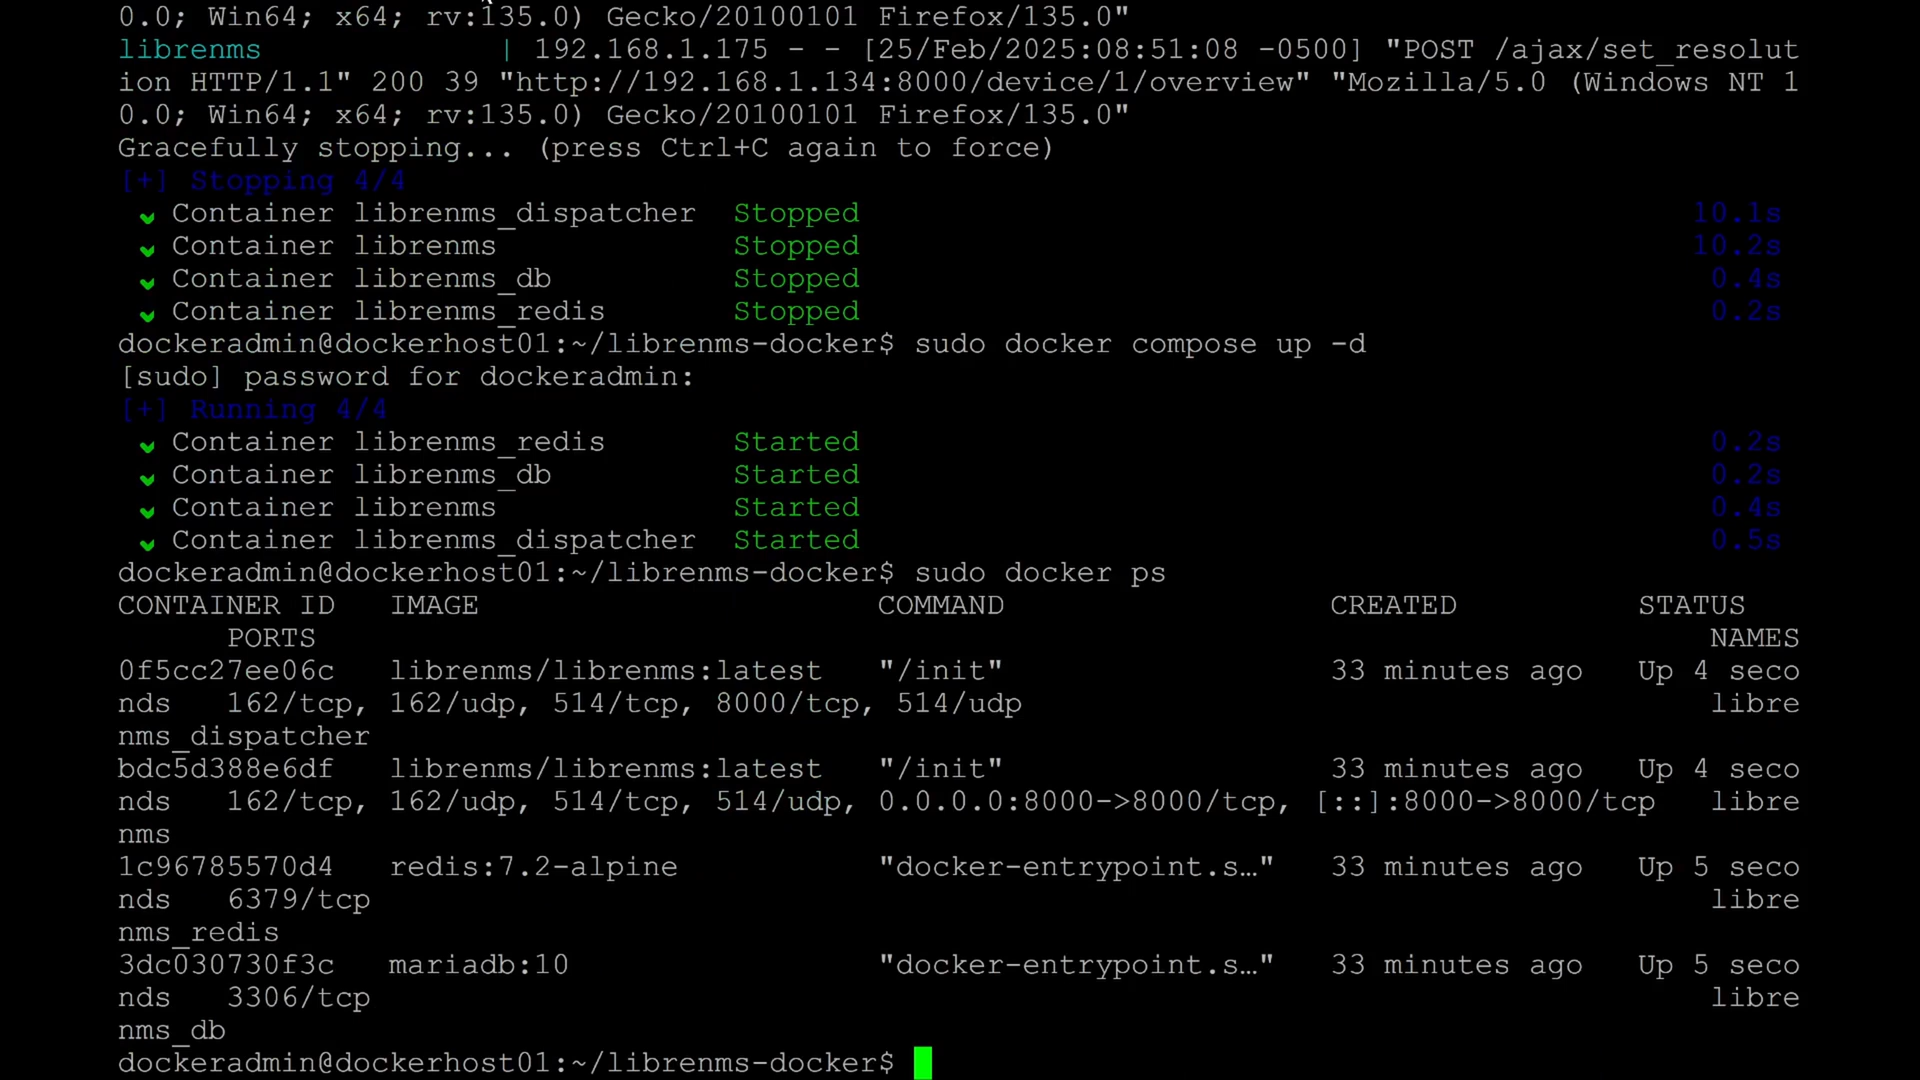 0.0; Win64; x64; rv:135.0) Gecko/20100101 Firefox/135.0"
librenms | 192.168.1.175 - - [25/Feb/2025:08:51:08 -0500] "POST /ajax/set_resolut
ion HTTP/1.1" 200 39 "http://192.168.1.134:8000/device/1/overview" "Mozilla/5.0 (Windows NT 1
0.0; Win64; x64; rv:135.0) Gecko/20100101 Firefox/135.0"
Gracefully stopping... (press Ctrl+C again to force)
[+] Stopping 4/4
✔ Container librenms_dispatcher Stopped 10.1s
✔ Container librenms Stopped 10.2s
✔ Container librenms_db Stopped 0.4s
✔ Container librenms_redis Stopped 0.2s
dockeradmin@dockerhost01:~/librenms-docker$ sudo docker compose up -d
[sudo] password for dockeradmin:
[+] Running 4/4
✔ Container librenms_redis Started 0.2s
✔ Container librenms_db Started 0.2s
✔ Container librenms Started 0.4s
✔ Container librenms_dispatcher Started 0.5s
dockeradmin@dockerhost01:~/librenms-docker$ sudo docker ps
CONTAINER ID IMAGE COMMAND CREATED STATUS
PORTS NAMES
0f5cc27ee06c librenms/librenms:latest "/init" 33 minutes ago Up 4 seco
nds 162/tcp, 162/udp, 514/tcp, 8000/tcp, 514/udp libre
nms_dispatcher
bdc5d388e6df librenms/librenms:latest "/init" 33 minutes ago Up 4 seco
nds 162/tcp, 162/udp, 514/tcp, 514/udp, 0.0.0.0:8000->8000/tcp, [::]:8000->8000/tcp libre
nms
1c96785570d4 redis:7.2-alpine "docker-entrypoint.s…" 33 minutes ago Up 5 seco
nds 6379/tcp libre
nms_redis
3dc030730f3c mariadb:10 "docker-entrypoint.s…" 33 minutes ago Up 5 seco
nds 3306/tcp libre
nms_db
dockeradmin@dockerhost01:~/librenms-docker$